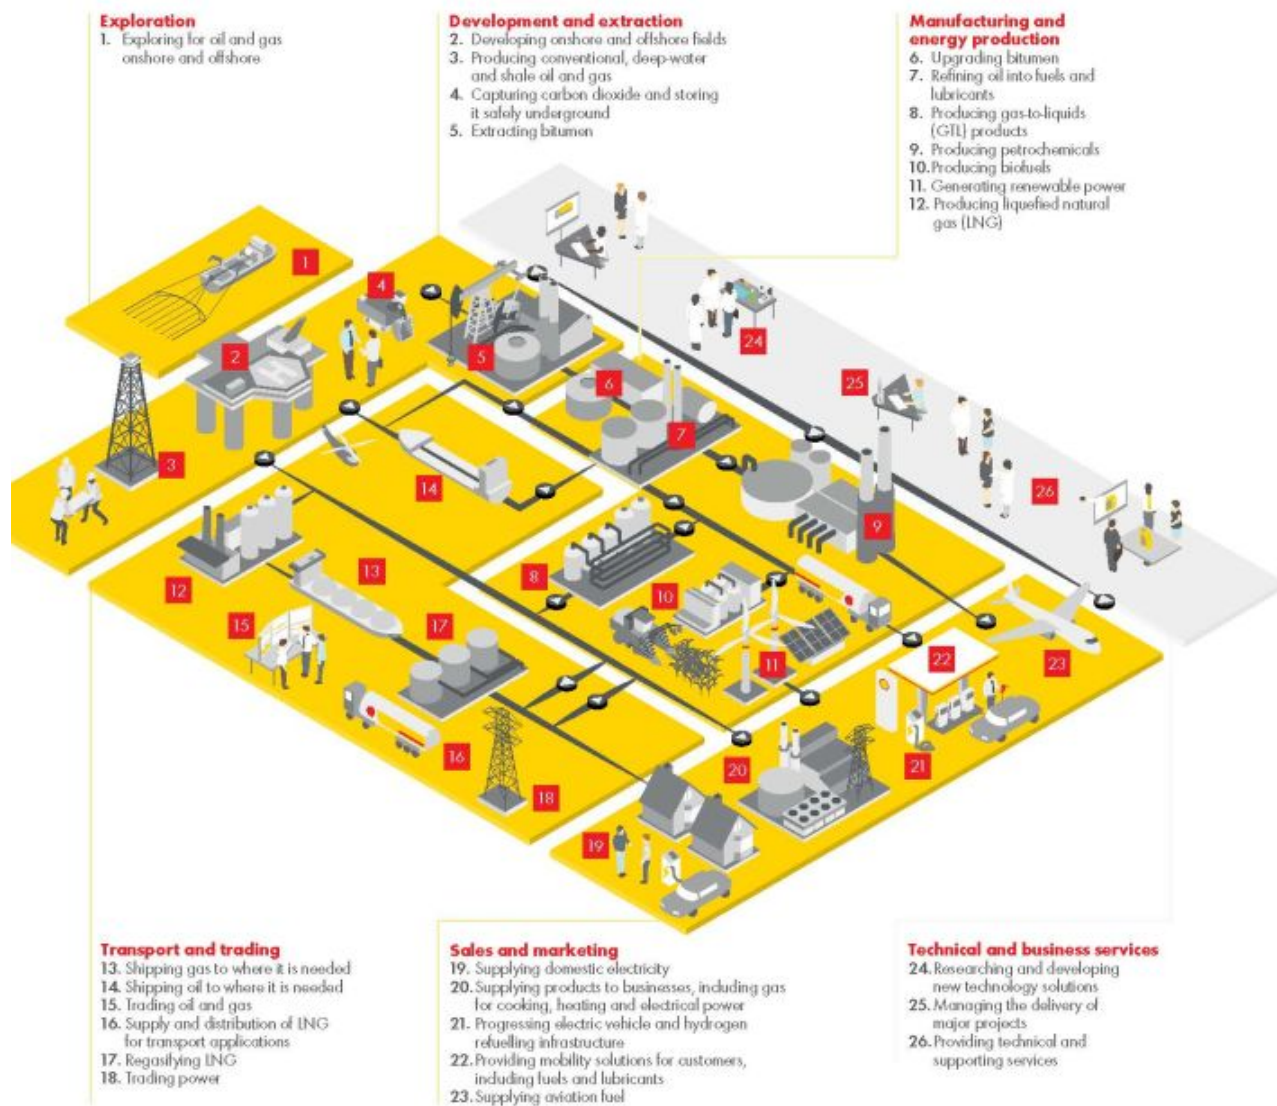 Exploration
1. Exploring for oil and gas
onshore and offshore
Development and extraction
2. Developing onshore and offshore fields
3. Producing conventional, deep-water
and shale oil and gas
4. Capturing carbon dioxide and storing
it safely underground
5. Extracting bitumen
Manufacturing and
energy production
6. Upgrading bitumen
7. Refining oil into fuels and
lubricants
8. Producing gas-to-liquids
(GTL) products
9. Producing petrochemicals
10. Producing biofuels
11. Generating renewable power
12. Producing liquefied natural
gas (LNG)
1
4
2
24
5
6
25
7
3
14
26
9
13
8
12
10
15
17
11
22
23
16
20
21
18
19
Transport and trading
13. Shipping gas to where it is needed
14. Shipping oil to where it is needed
15. Trading oil and gas
16. Supply and distribution of LNG
for transport applications
17. Regasifying LNG
18. Trading power
Sales and marketing
19. Supplying domestic electricity
20. Supplying products to businesses, including gas
for cooking, heating and electrical power
21. Progressing electric vehicle and hydrogen
refuelling infrastructure
22. Providing mobility solutions for customers,
including fuels and lubricants
23. Supplying aviation fuel
Technical and business services
24. Researching and developing
new technology solutions
25. Managing the delivery of
major projects
26. Providing technical and
supporting services